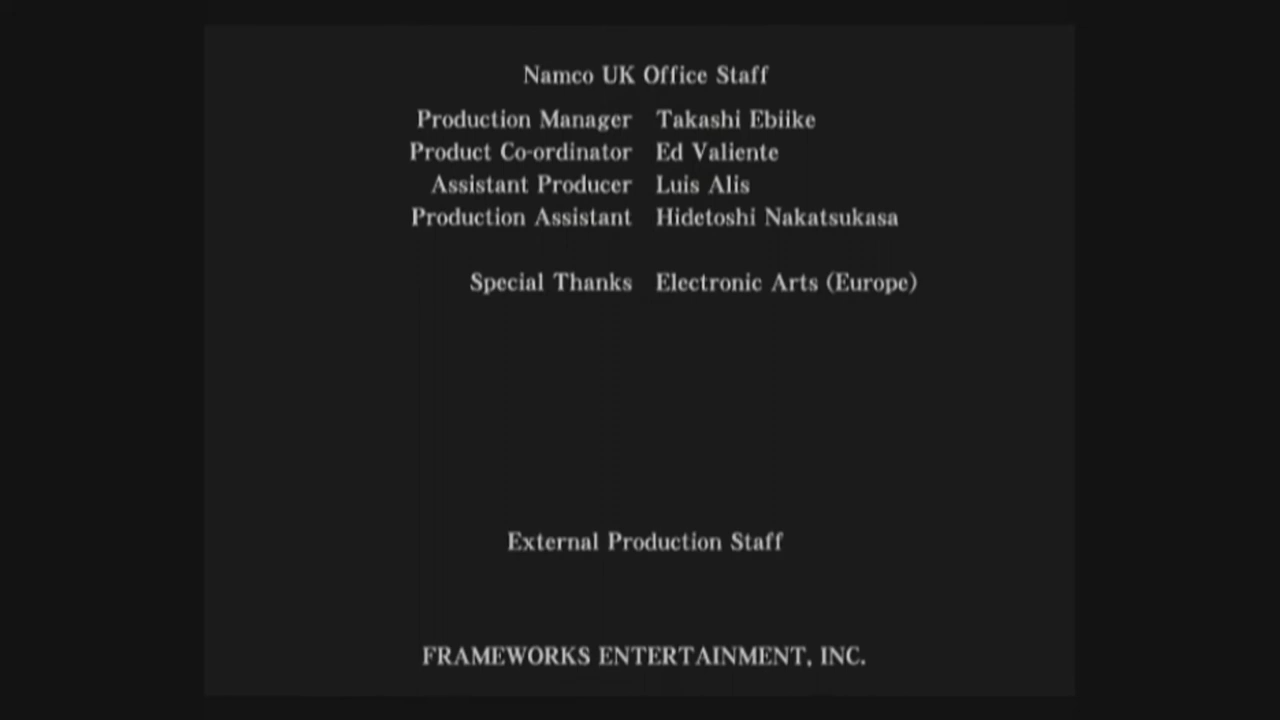 Namco UK Office Staff
Production Manager Takashi Ebiike
Product Co-ordinator Ed Valiente
Assistant Producer Luis Alis
Production Assistant Hidetoshi Nakatsukasa
Special Thanks Electronic Arts (Europe)
External Production Staff
FRAMEWORKS ENTERTAINMENT, INC.